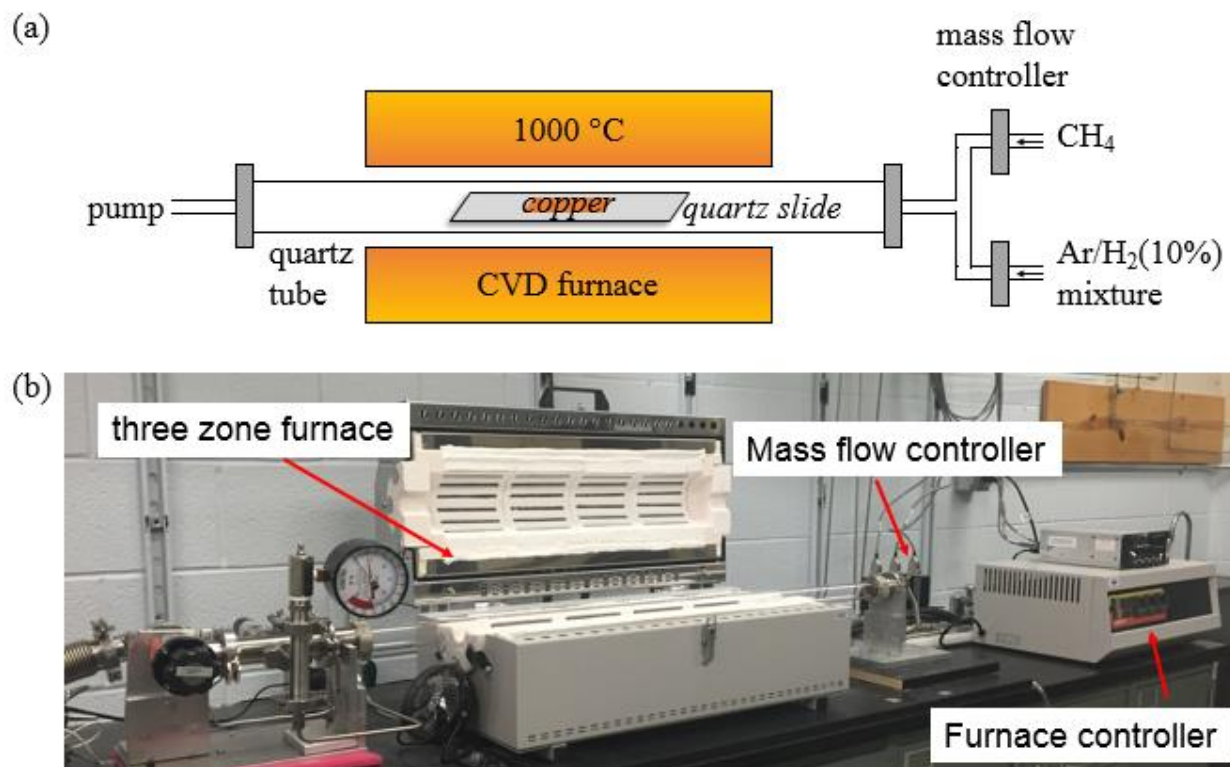 (a)
mass flow
controller
1000 °C
CH₄
pump
copper
quartz slide
quartz
tube
CVD furnace
Ar/H₂(10%)
mixture
(b)
three zone furnace
Mass flow controller
Furnace controller